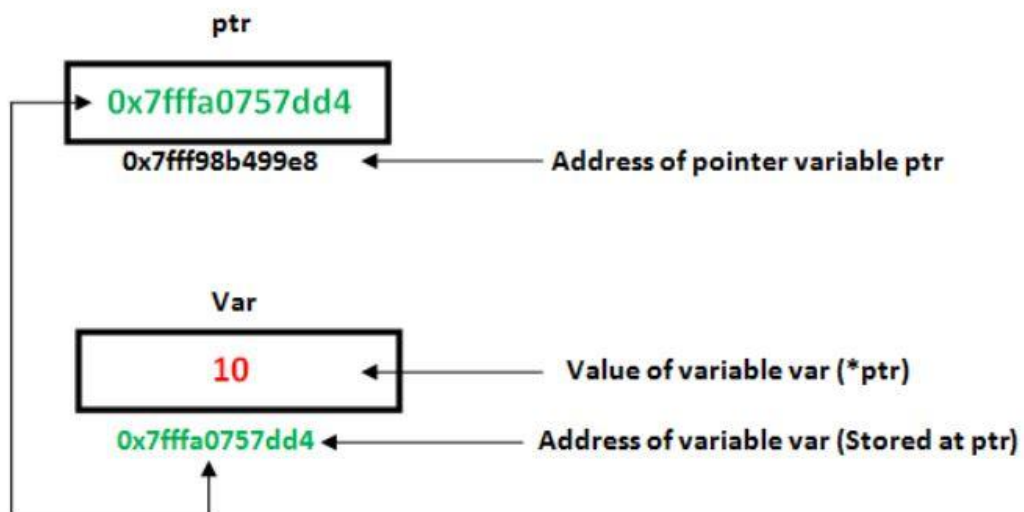 ptr
0x7fffa0757dd4
0x7fff98b499e8
Address of pointer variable ptr
Var
10
Value of variable var (*ptr)
0x7fffa0757dd4
Address of variable var (Stored at ptr)